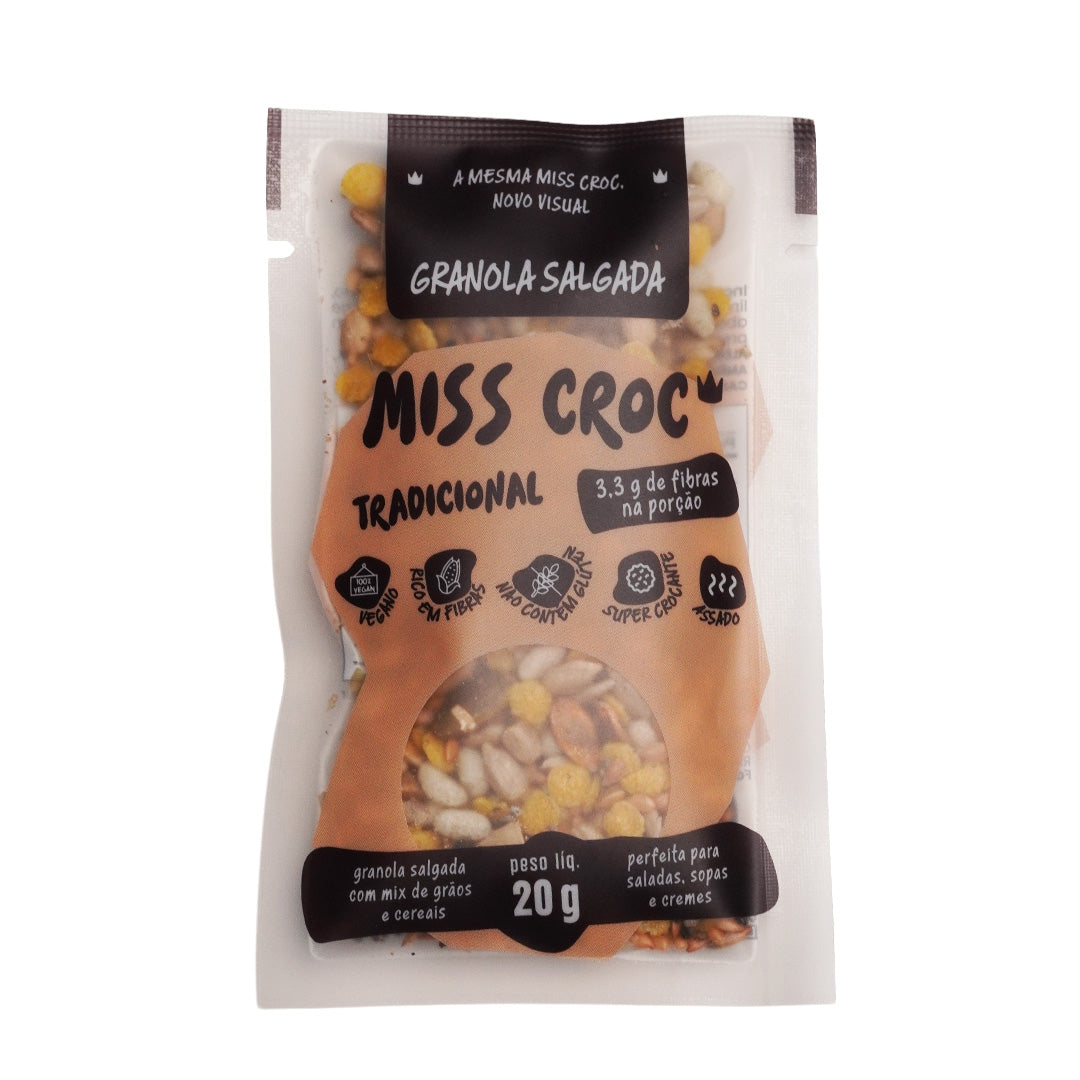 A MESMA MISS CROC.
NOVO VISUAL
GRANOLA SALGADA
MISS CROC
TRADICIONAL
3,3 g de fibras
na porção
100%
VEGAN
VEGANO
RICO EM FIBRAS
NÃO CONTÉM GLÚTEN
SUPER CROCANTE
ASSADO
granola salgada
com mix de grãos
e cereais
peso líq.
20 g
perfeita para
saladas, sopas
e cremes